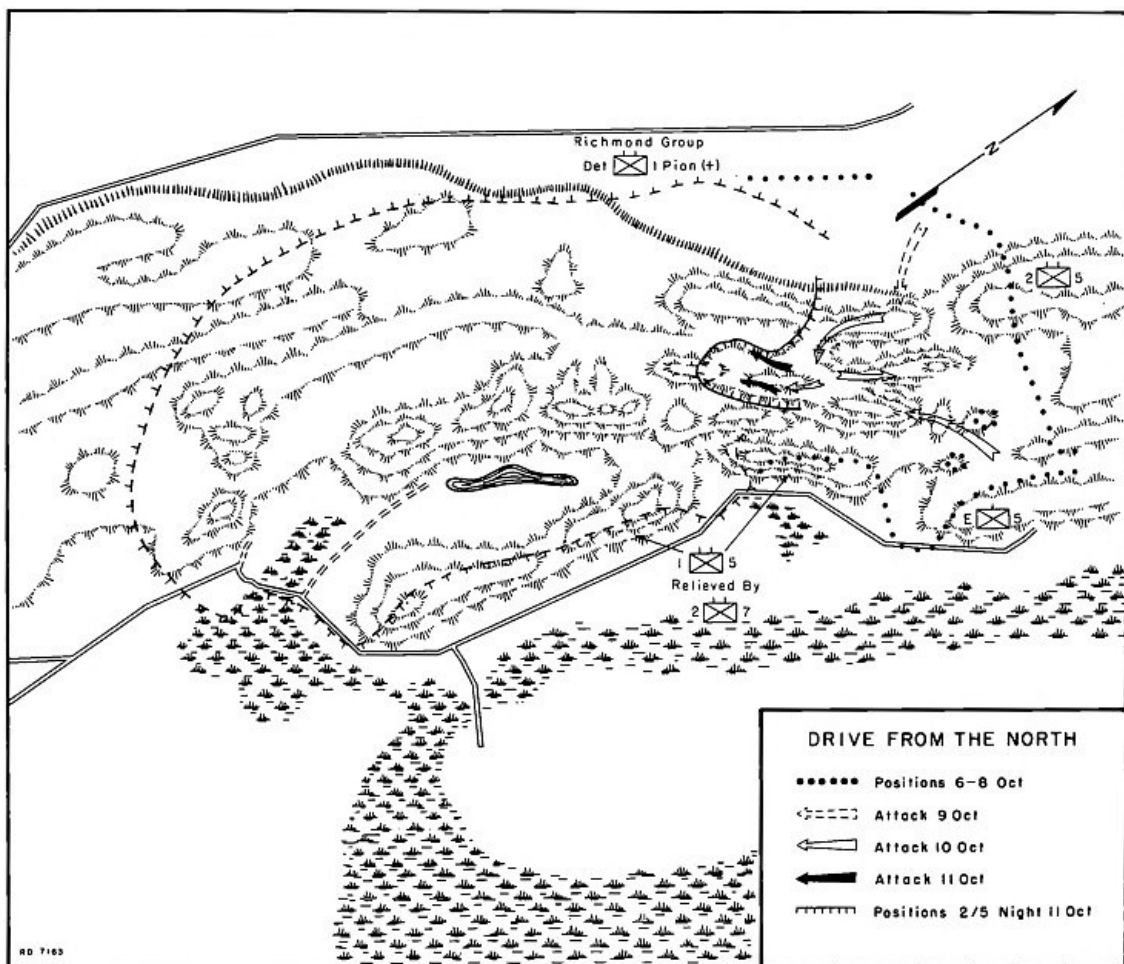 Richmond Group
Det 1 Pion (+)
N
2 5
E 5
1 5
Relieved By
2 7
DRIVE FROM THE NORTH
Positions 6-8 Oct
Attack 9 Oct
Attack 10 Oct
Attack 11 Oct
Positions 2/5 Night 11 Oct
RD 7163